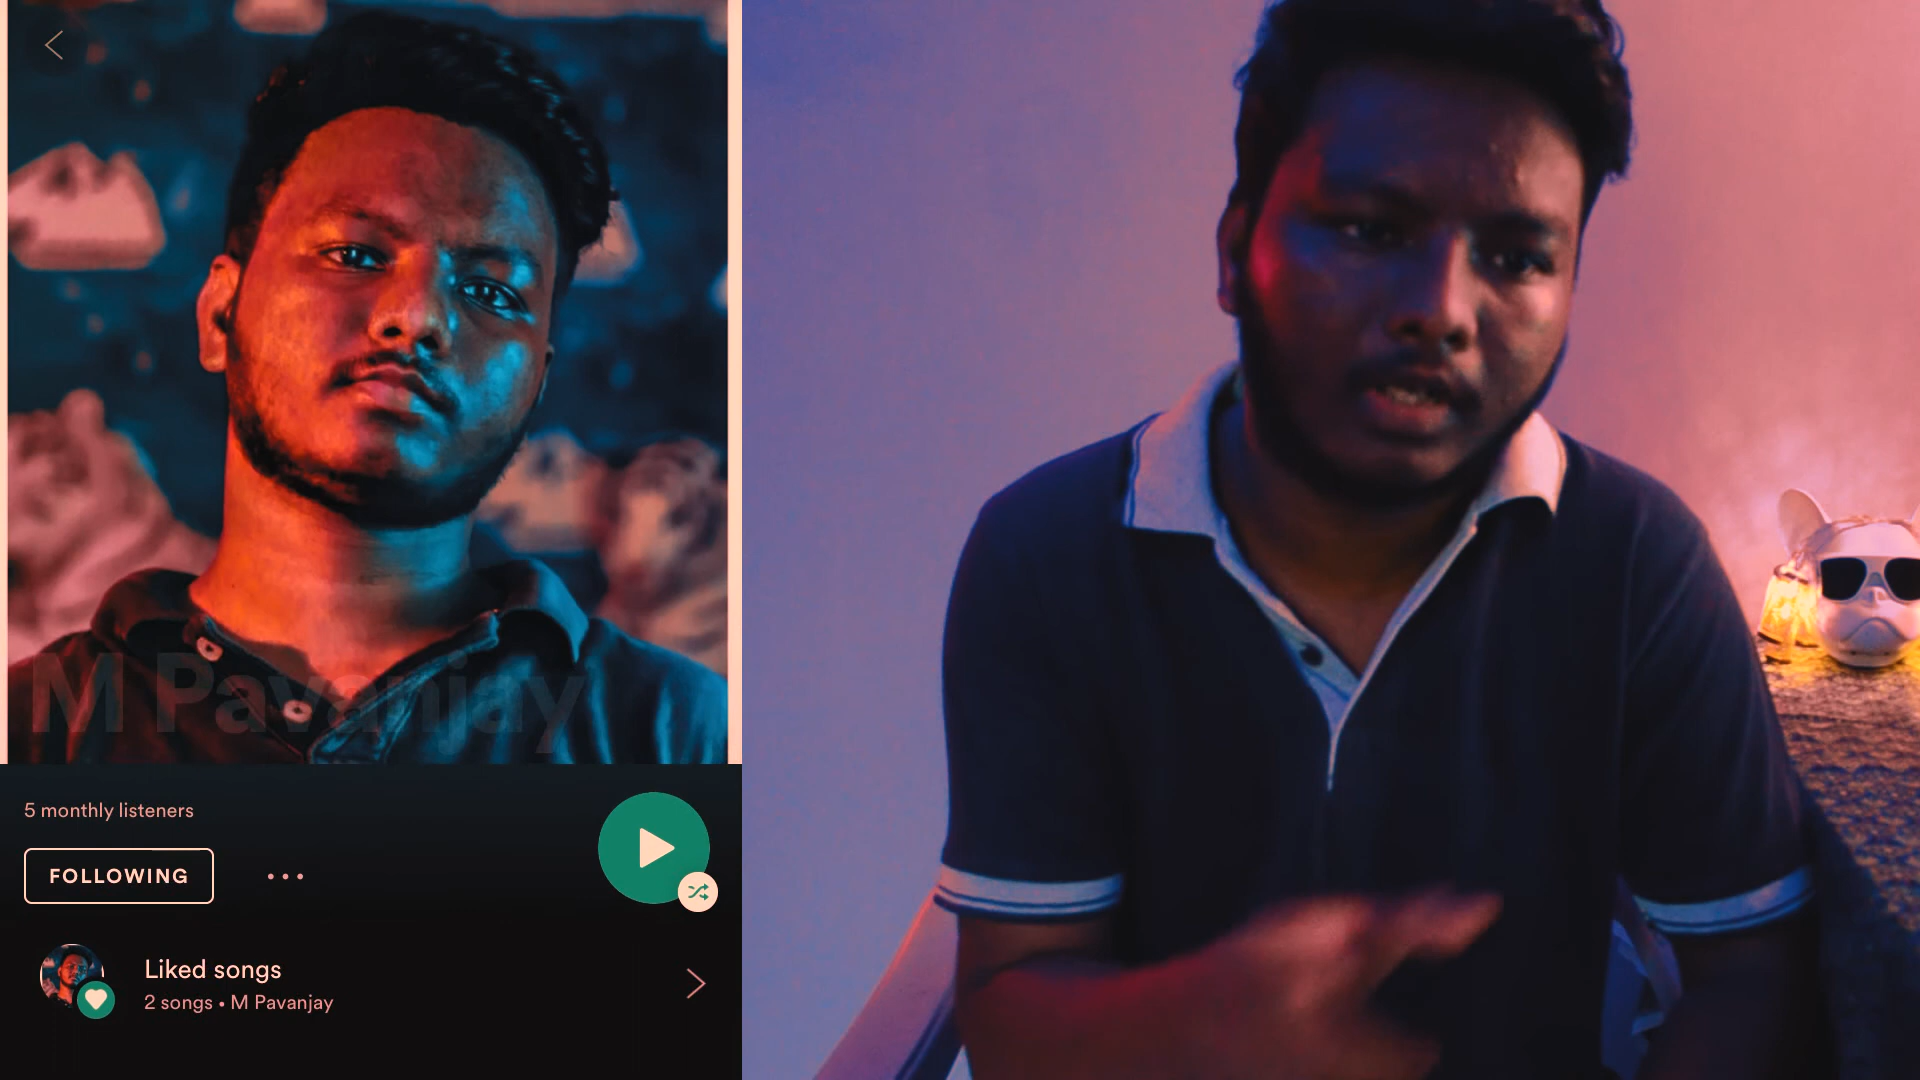 M Pavanjay
5 monthly listeners
FOLLOWING
Liked songs
2 songs • M Pavanjay